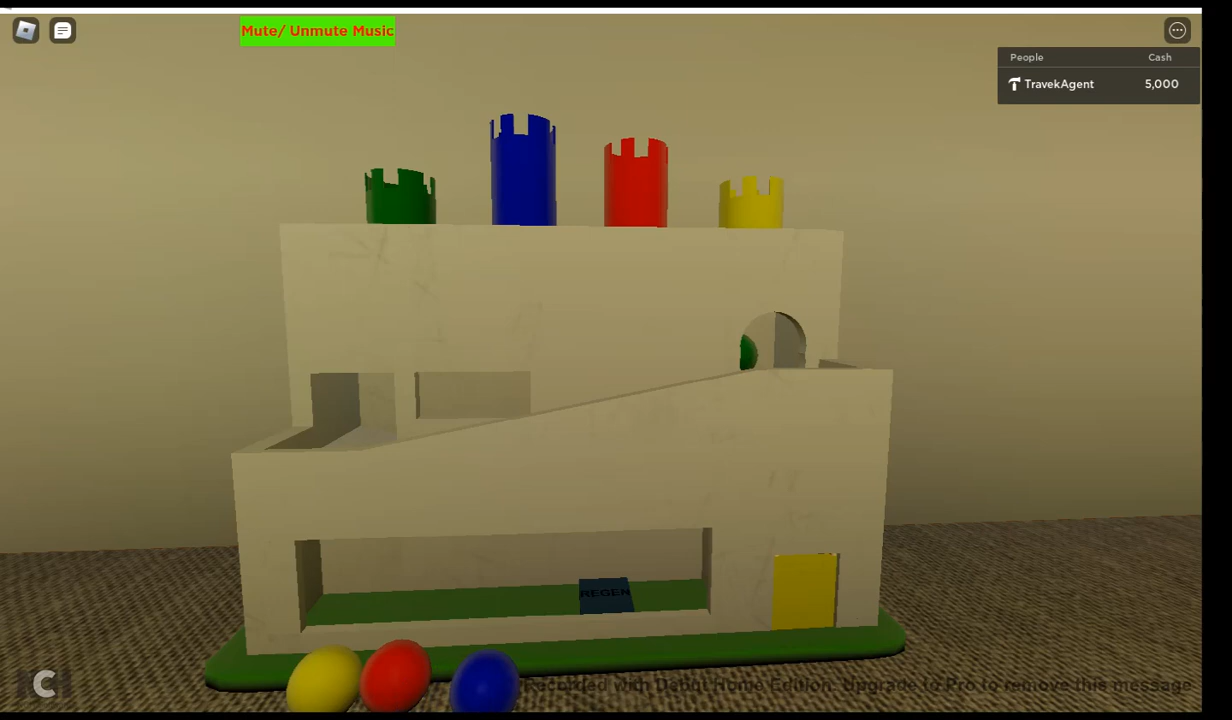 Mute/ Unmute Music
People Cash
TravekAgent 5,000
REGEN
Recorded with Debut Home Edition. Upgrade to Pro to remove this message